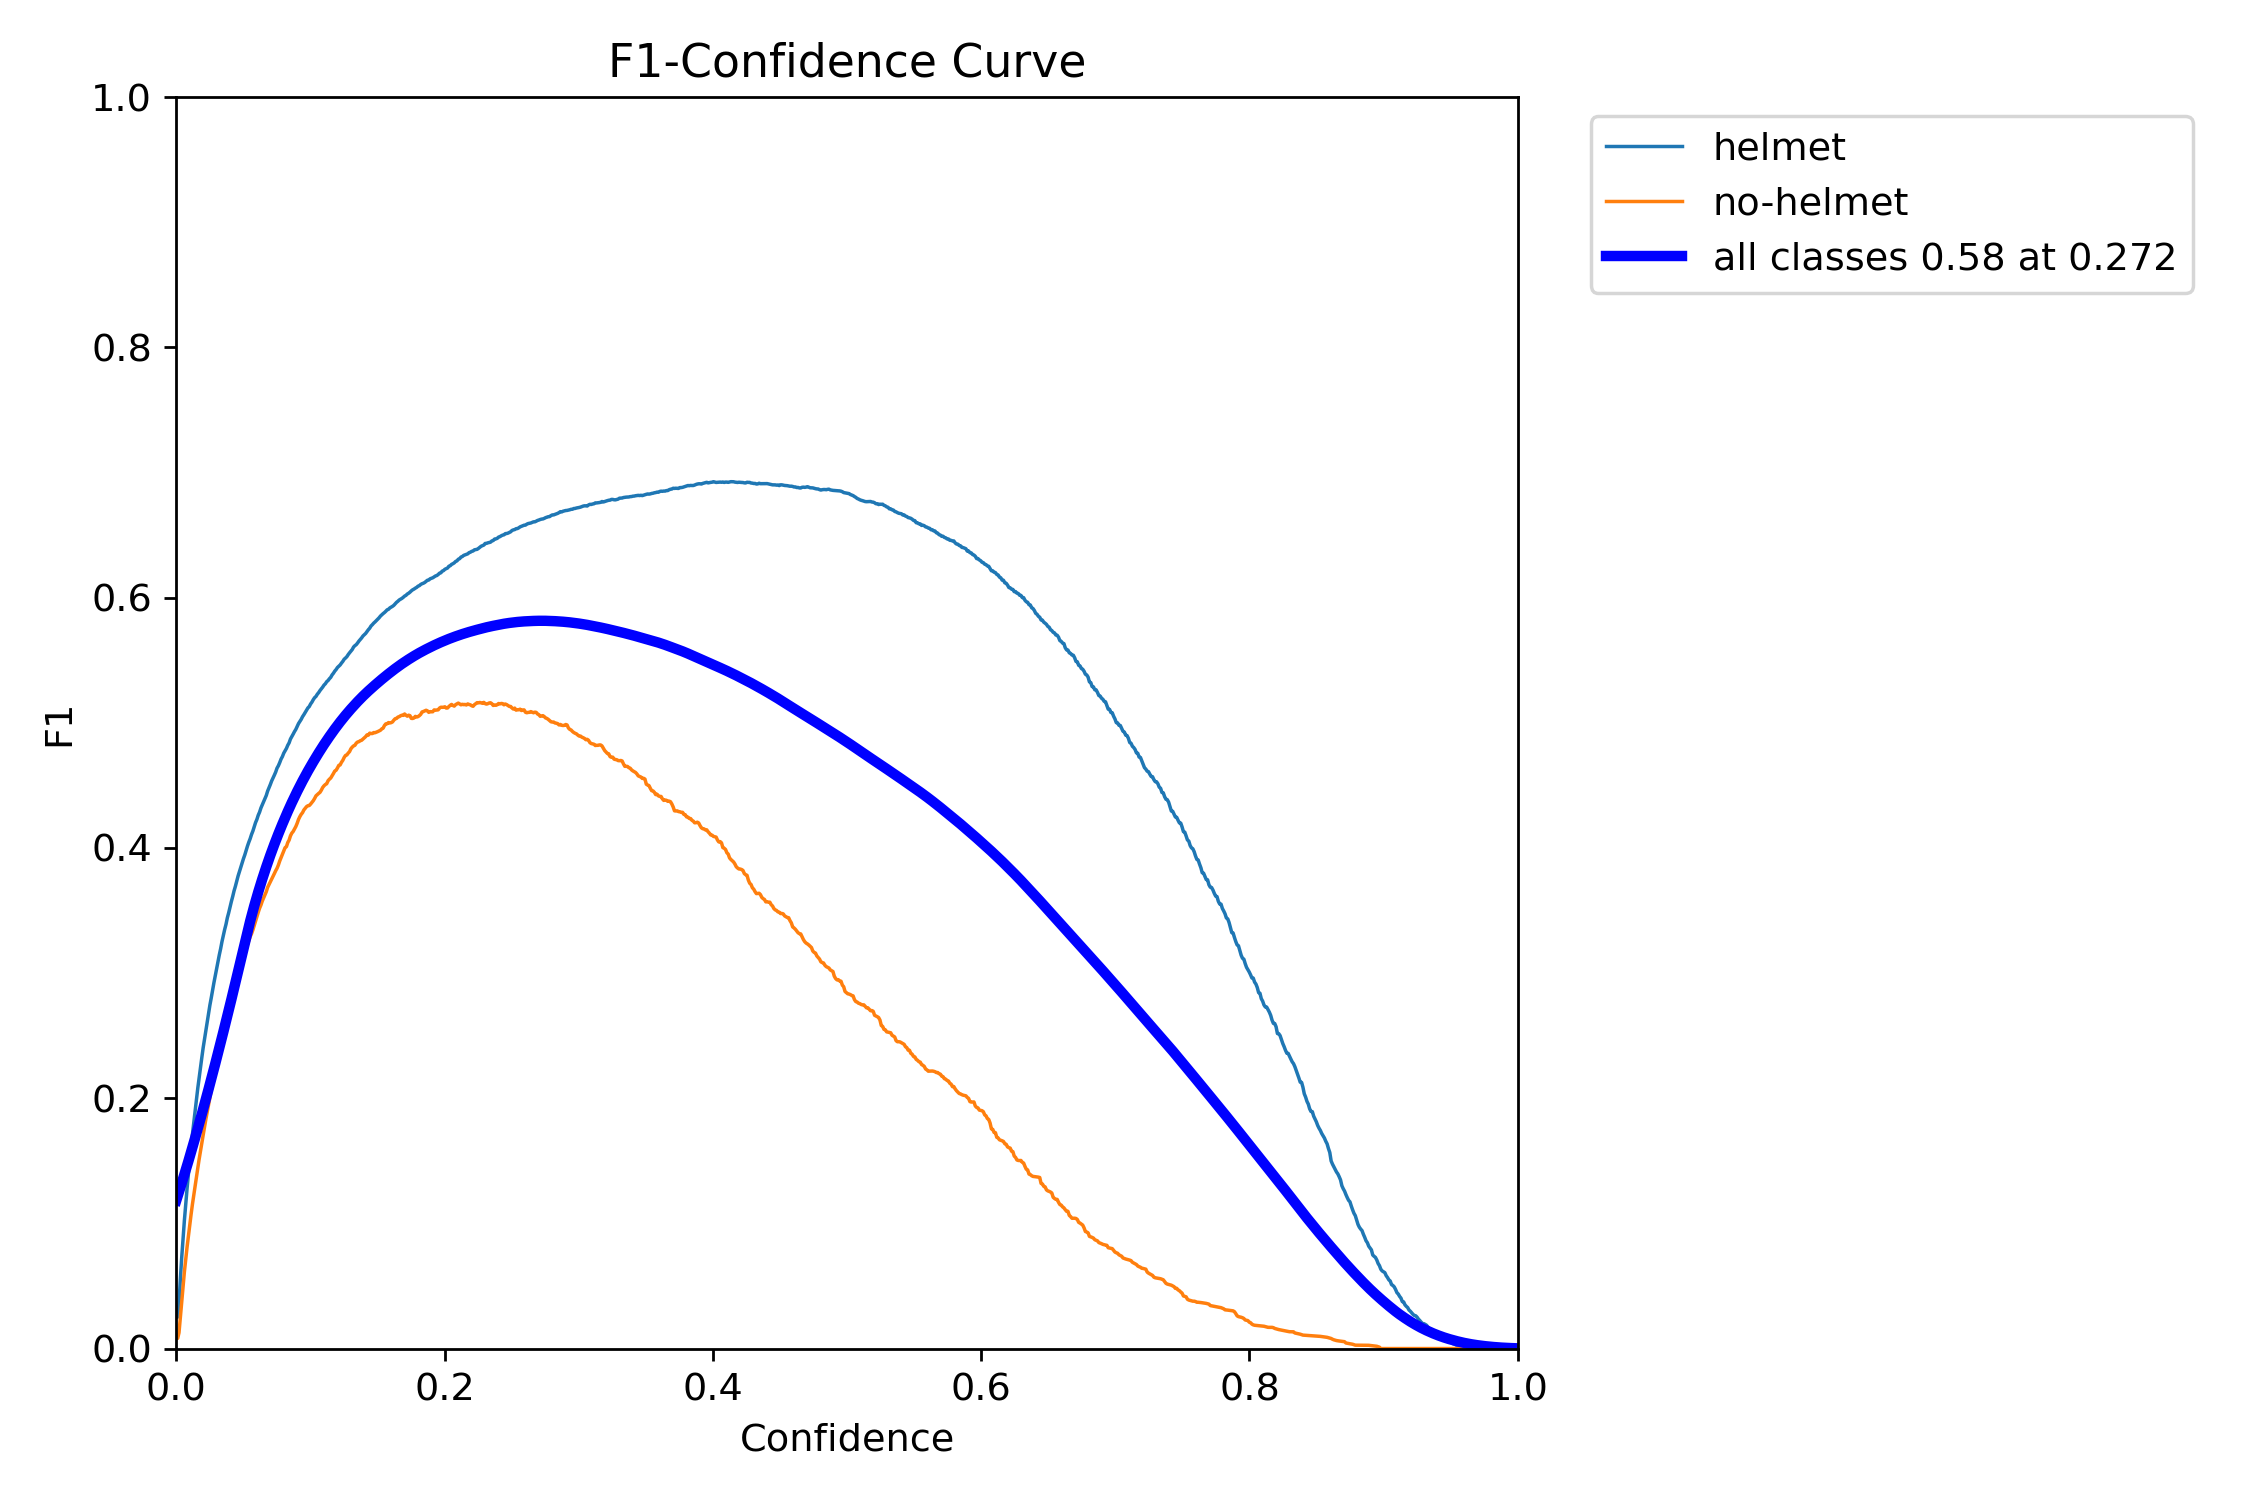 F1-Confidence Curve
1.0
0.8
0.6
0.4
0.2
0.0
F1
0.0 0.2 0.4 0.6 0.8 1.0
Confidence
helmet
no-helmet
all classes 0.58 at 0.272